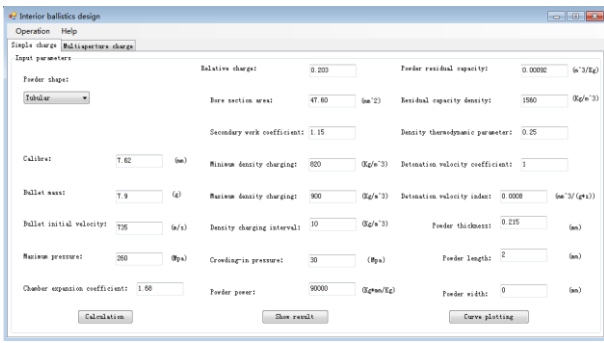 Interior ballistics design
Operation Help
Simple charge Multiaperture charge
Input parameters
Powder shape:
Tubular
Calibre: 7.62 (mm)
Bullet mass: 7.9 (g)
Bullet initial velocity: 735 (m/s)
Maximum pressure: 260 (Mpa)
Chamber expansion coefficient: 1.68
Relative charge: 0.203
Bore section area: 47.60 (mm^2)
Secondary work coefficient: 1.15
Minimum density charging: 820 (Kg/m^3)
Maximum density charging: 900 (Kg/m^3)
Density charging interval: 10 (Kg/m^3)
Crowding-in pressure: 30 (Mpa)
Powder power: 90000 (Kg*mm/Kg)
Powder residual capacity: 0.00092 (m^3/Kg)
Residual capacity density: 1560 (Kg/m^3)
Density thermodynamic parameter: 0.25
Detonation velocity coefficient: 1
Detonation velocity index: 0.0008 (mm^3/(g*s))
Powder thickness: 0.215 (mm)
Powder length: 2 (mm)
Powder width: 0 (mm)
Calculation Show result Curve plotting